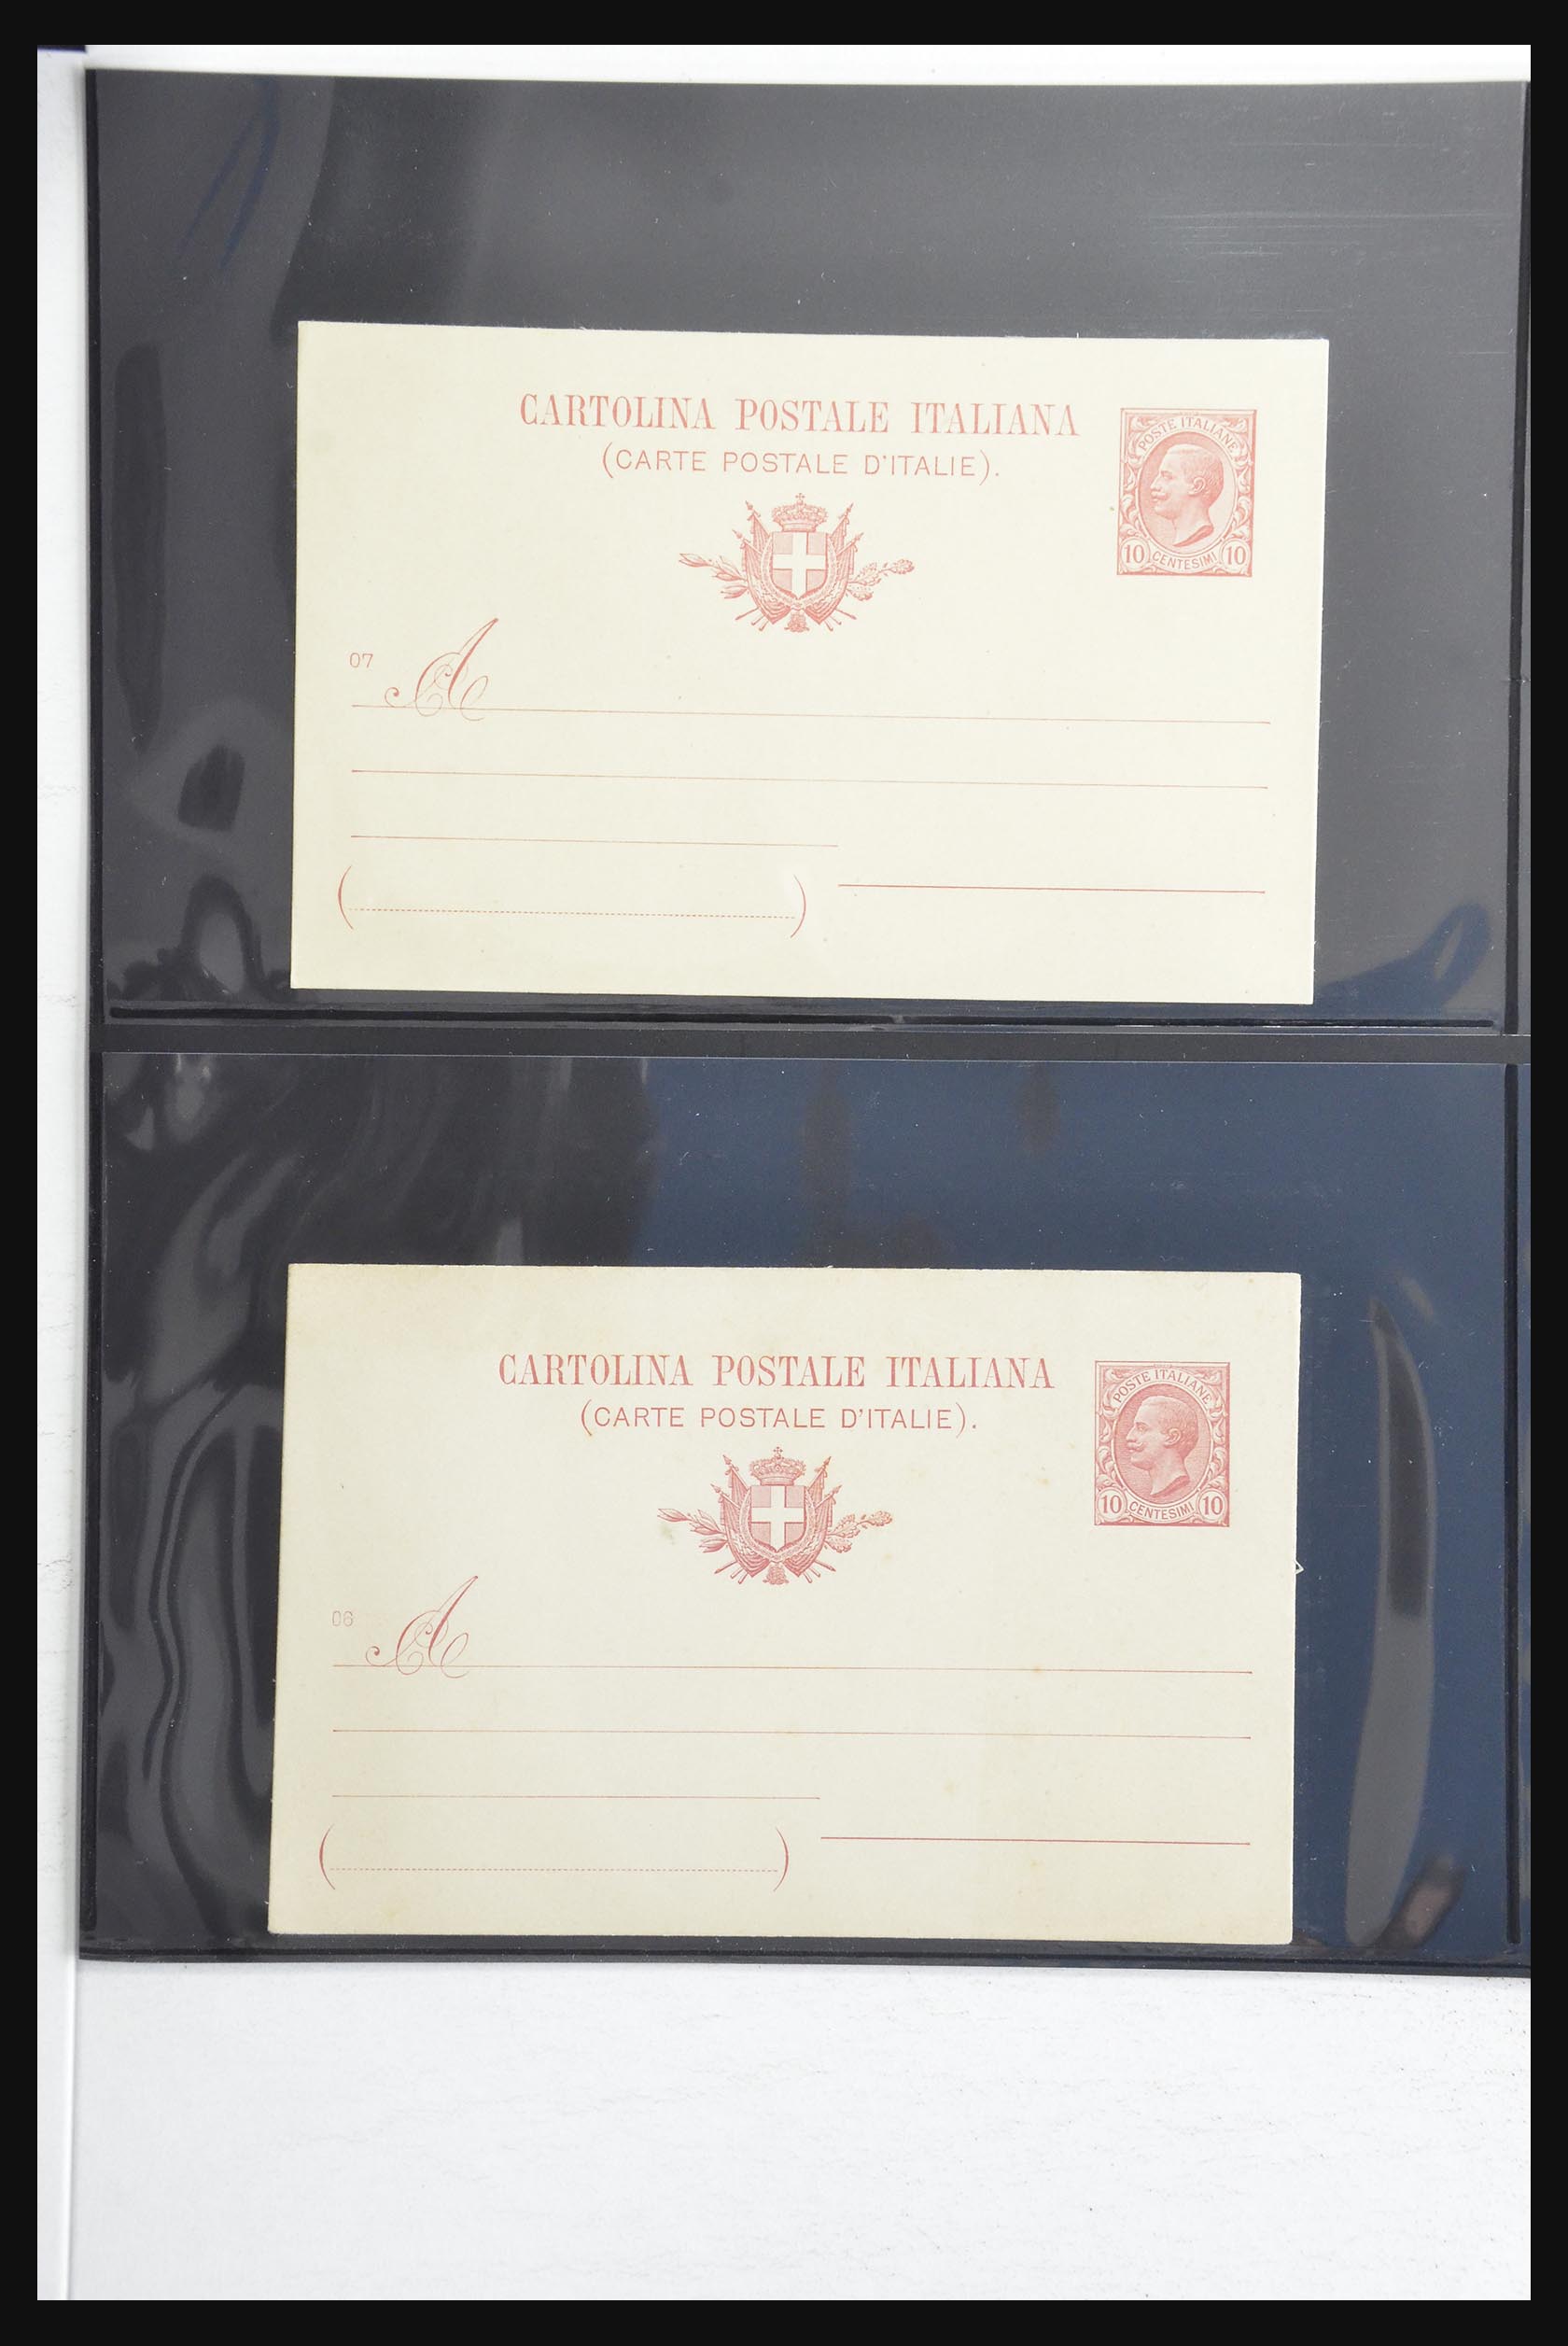 CARTOLINA POSTALE ITALIANA
(CARTE POSTALE D'ITALIE).
POSTE ITALIANE
10 CENTESIMI 10
07 A
CARTOLINA POSTALE ITALIANA
(CARTE POSTALE D'ITALIE).
POSTE ITALIANE
10 CENTESIMI 10
06 A